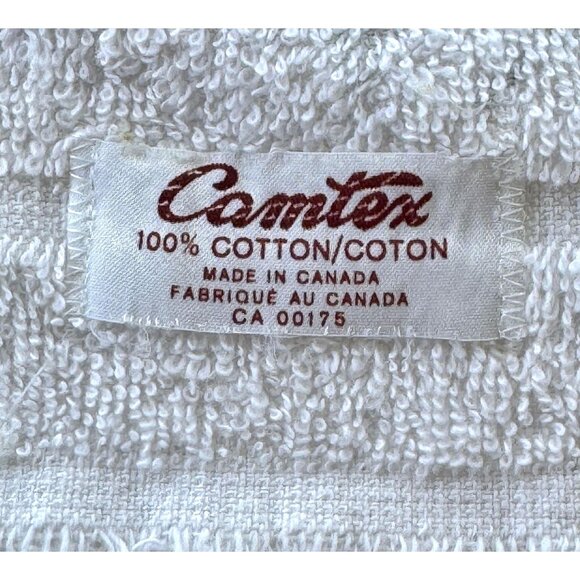 Camtex
100% COTTON/COTON
MADE IN CANADA
FABRIQUÉ AU CANADA
CA 00175